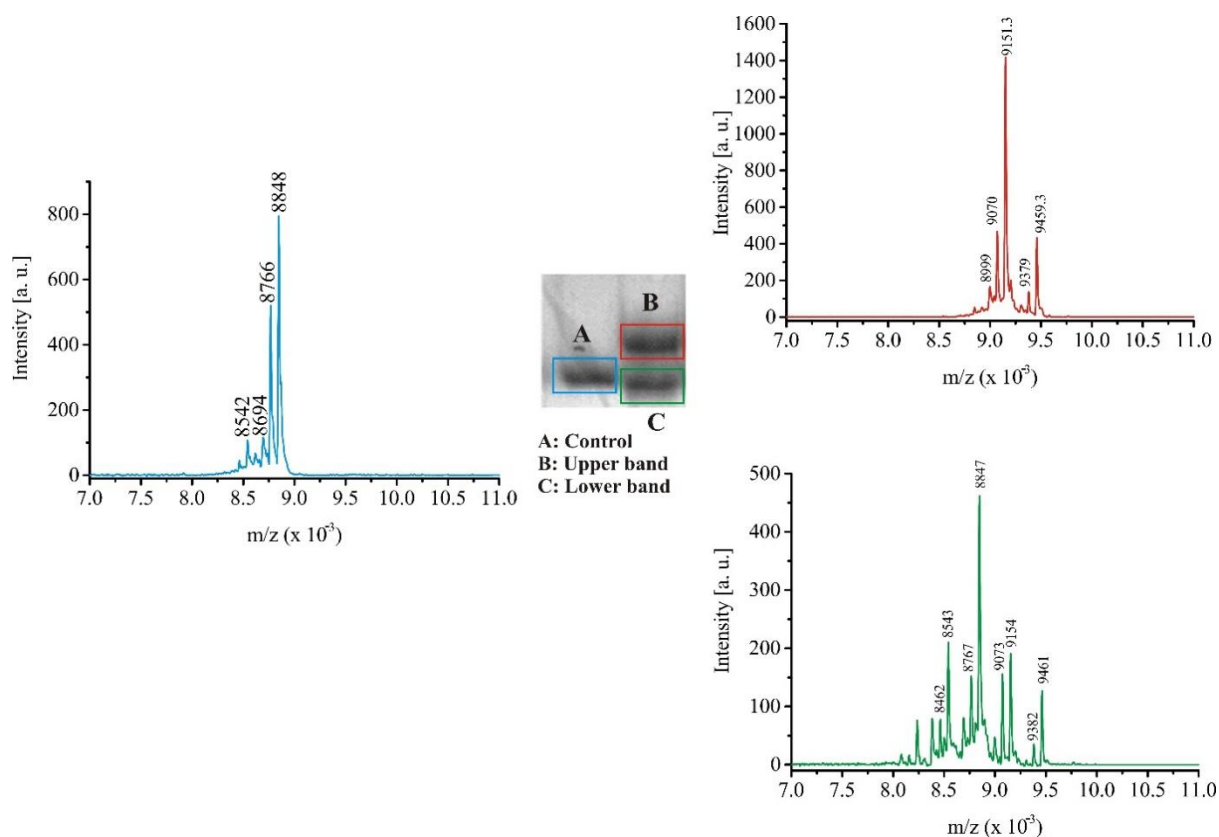 Intensity [a. u.]
800
600
400
200
0
8542
8694
8766
8848
7.0 7.5 8.0 8.5 9.0 9.5 10.0 10.5 11.0
m/z (x 10⁻³)
A
B
C
A: Control
B: Upper band
C: Lower band
Intensity [a. u.]
1600
1400
1200
1000
800
600
400
200
0
8999
9070
9151.3
9379
9459.3
7.0 7.5 8.0 8.5 9.0 9.5 10.0 10.5 11.0
m/z (x 10⁻³)
Intensity [a. u.]
500
400
300
200
100
0
8462
8543
8767
8847
9073
9154
9382
9461
7.0 7.5 8.0 8.5 9.0 9.5 10.0 10.5 11.0
m/z (x 10⁻³)